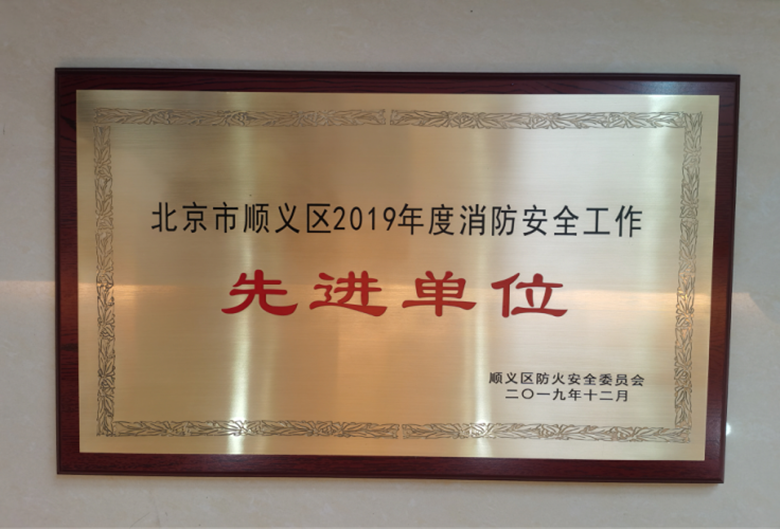 北京市顺义区2019年度消防安全工作
先进单位
顺义区防火安全委员会
二〇一九年十二月